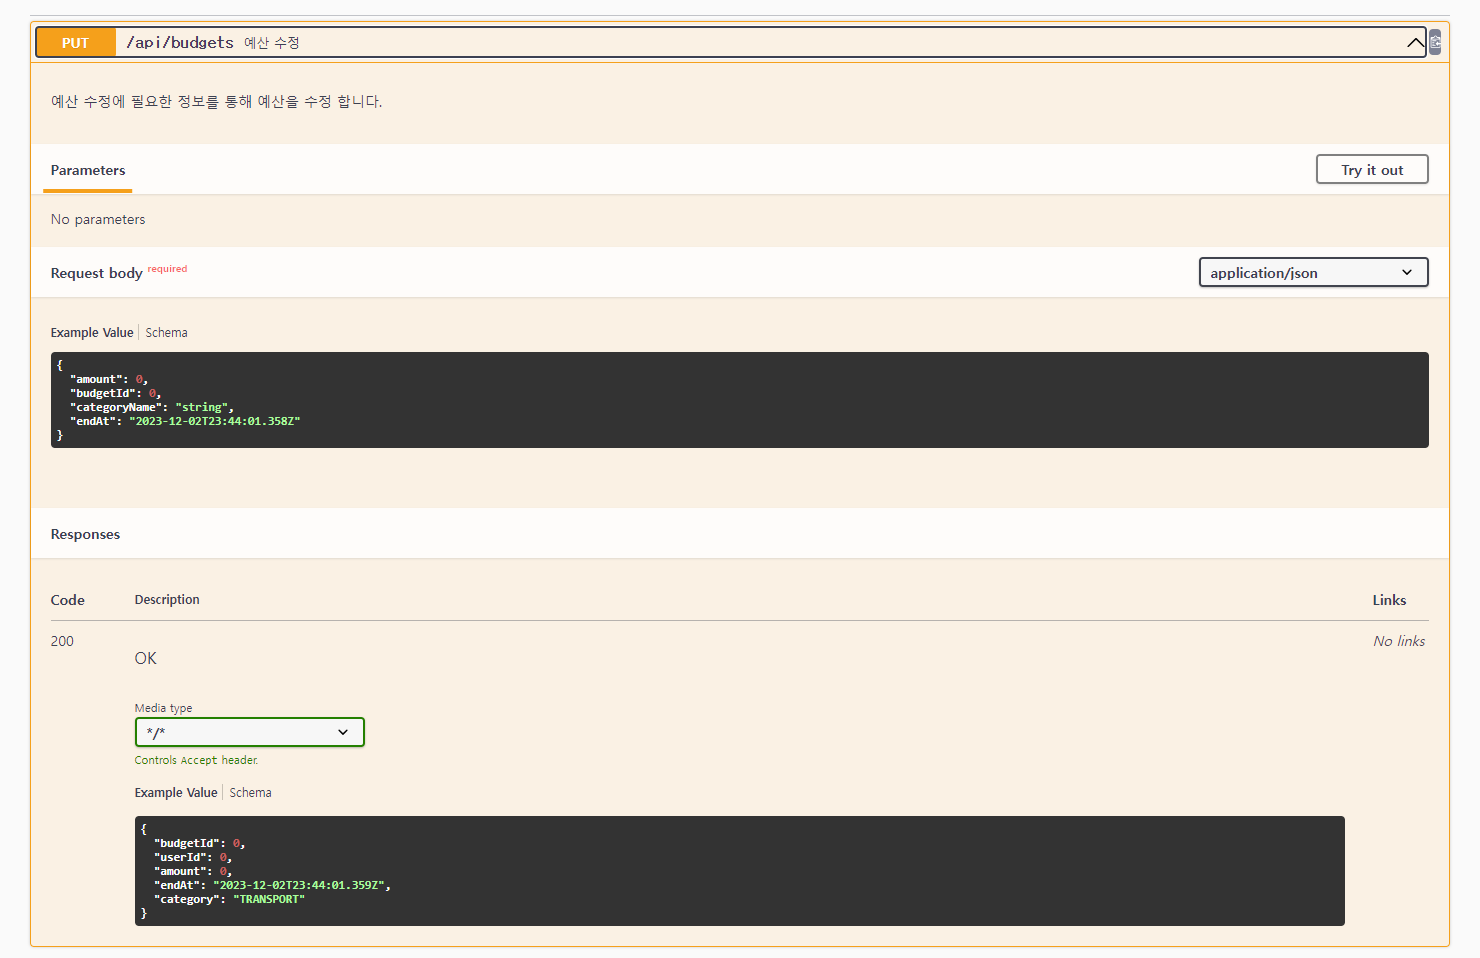 PUT /api/budgets 예산 수정
예산 수정에 필요한 정보를 통해 예산을 수정 합니다.
Parameters Try it out
No parameters
Request body required application/json
Example Value Schema
{
"amount": 0,
"budgetId": 0,
"categoryName": "string",
"endAt": "2023-12-02T23:44:01.358Z"
}
Responses
Code Description Links
200 No links
OK
Media type
*/*
Controls Accept header.
Example Value Schema
{
"budgetId": 0,
"userId": 0,
"amount": 0,
"endAt": "2023-12-02T23:44:01.359Z",
"category": "TRANSPORT"
}